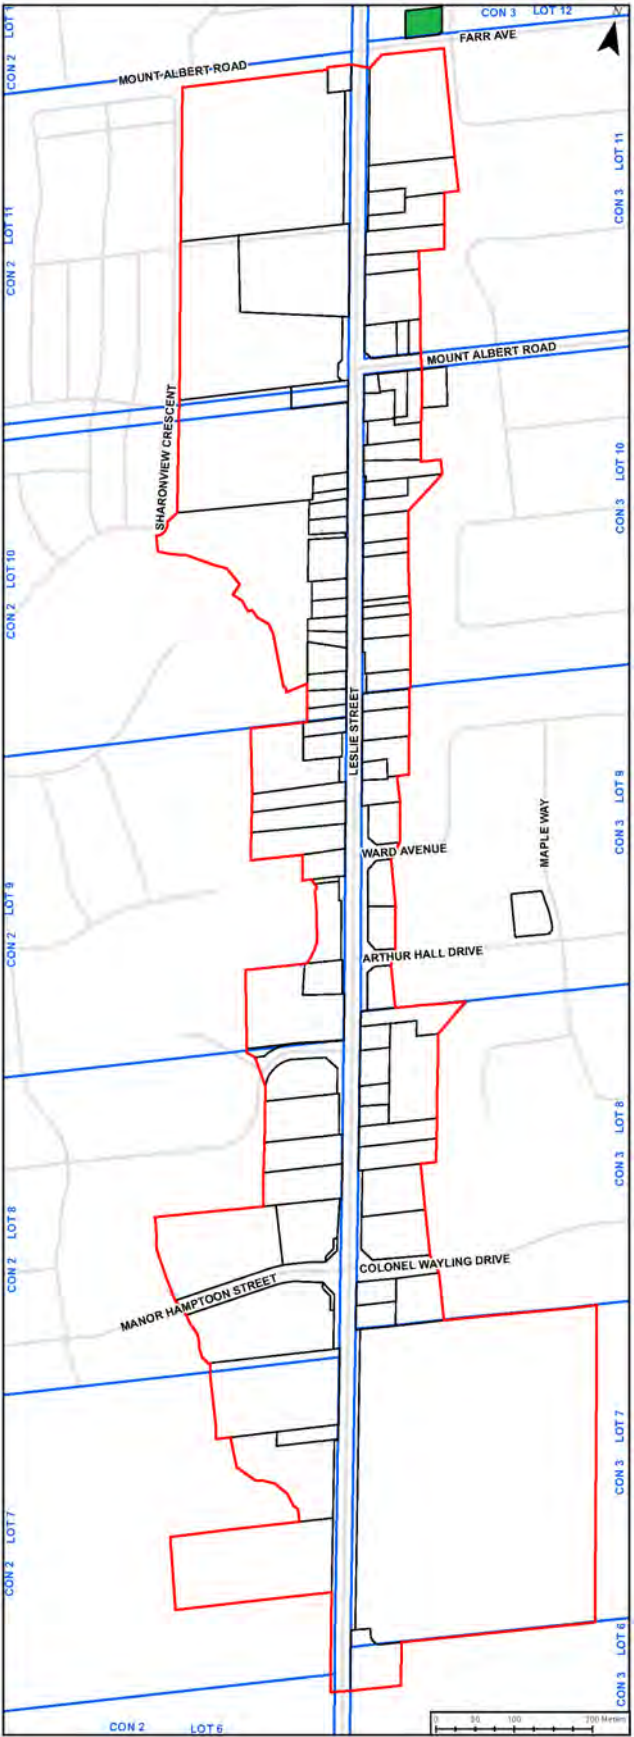 CON 3 LOT 12
N
CON 2 LOT 1
FARR AVE
MOUNT ALBERT ROAD
CON 3 LOT 11
CON 2 LOT 11
MOUNT ALBERT ROAD
SHARONVIEW CRESCENT
CON 3 LOT 10
CON 2 LOT 10
LESLIE STREET
CON 3 LOT 9
MAPLE WAY
WARD AVENUE
CON 2 LOT 9
ARTHUR HALL DRIVE
CON 3 LOT 8
CON 2 LOT 8
COLONEL WAYLING DRIVE
MANOR HAMPTOON STREET
CON 3 LOT 7
CON 2 LOT 7
CON 3 LOT 6
CON 2 LOT 6
0 50 100 200 Meters